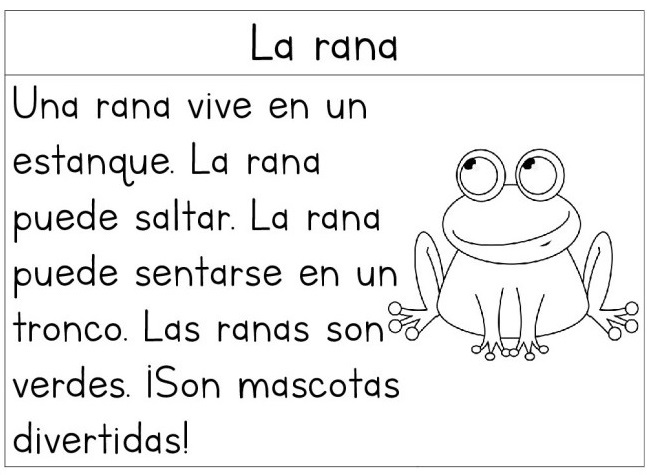 La rana
Una rana vive en un
estanque. La rana
puede saltar. La rana
puede sentarse en un
tronco. Las ranas son
verdes. ¡Son mascotas
divertidas!